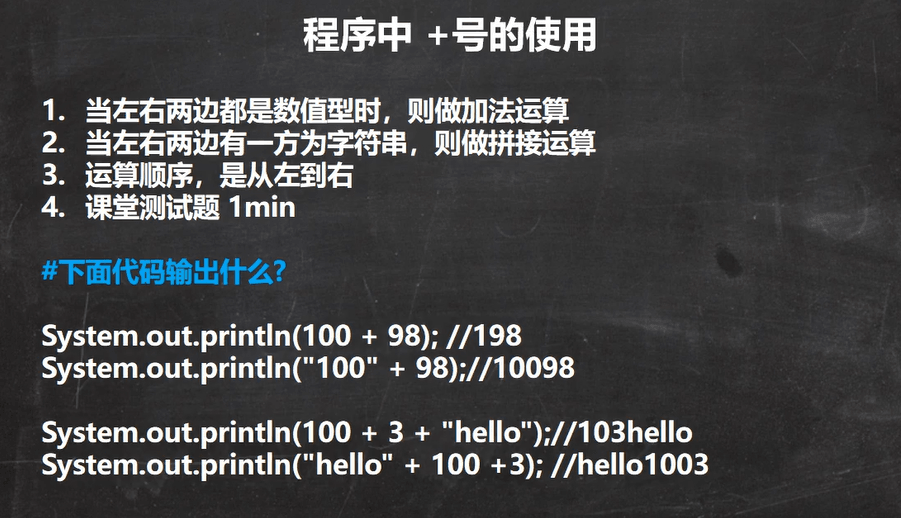 程序中 +号的使用
1. 当左右两边都是数值型时，则做加法运算
2. 当左右两边有一方为字符串，则做拼接运算
3. 运算顺序，是从左到右
4. 课堂测试题 1min
#下面代码输出什么?
System.out.println(100 + 98); //198
System.out.println("100" + 98);//10098
System.out.println(100 + 3 + "hello");//103hello
System.out.println("hello" + 100 +3); //hello1003